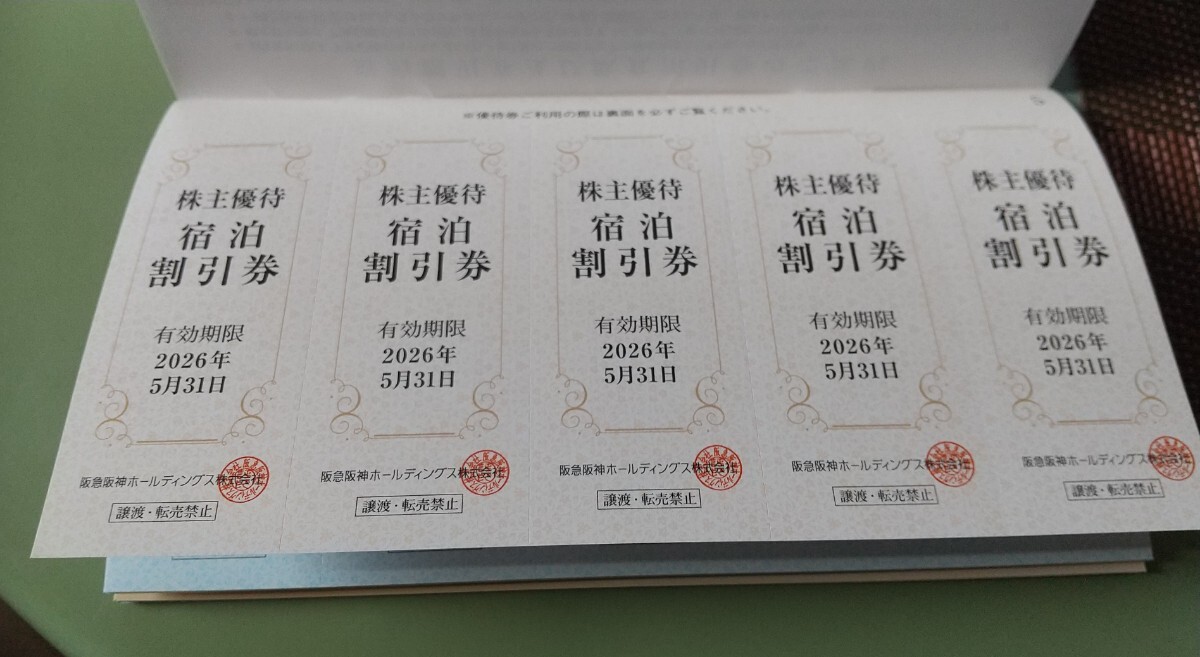 ※優待券ご利用の際は裏面を必ずご覧ください。
株主優待
宿泊
割引券
有効期限
2026年
5月31日
阪急阪神ホールディングス株式会社
譲渡・転売禁止
株主優待
宿泊
割引券
有効期限
2026年
5月31日
阪急阪神ホールディングス株式会社
譲渡・転売禁止
株主優待
宿泊
割引券
有効期限
2026年
5月31日
阪急阪神ホールディングス株式会社
譲渡・転売禁止
株主優待
宿泊
割引券
有効期限
2026年
5月31日
阪急阪神ホールディングス株式会社
譲渡・転売禁止
株主優待
宿泊
割引券
有効期限
2026年
5月31日
阪急阪神ホールディングス株式会社
譲渡・転売禁止